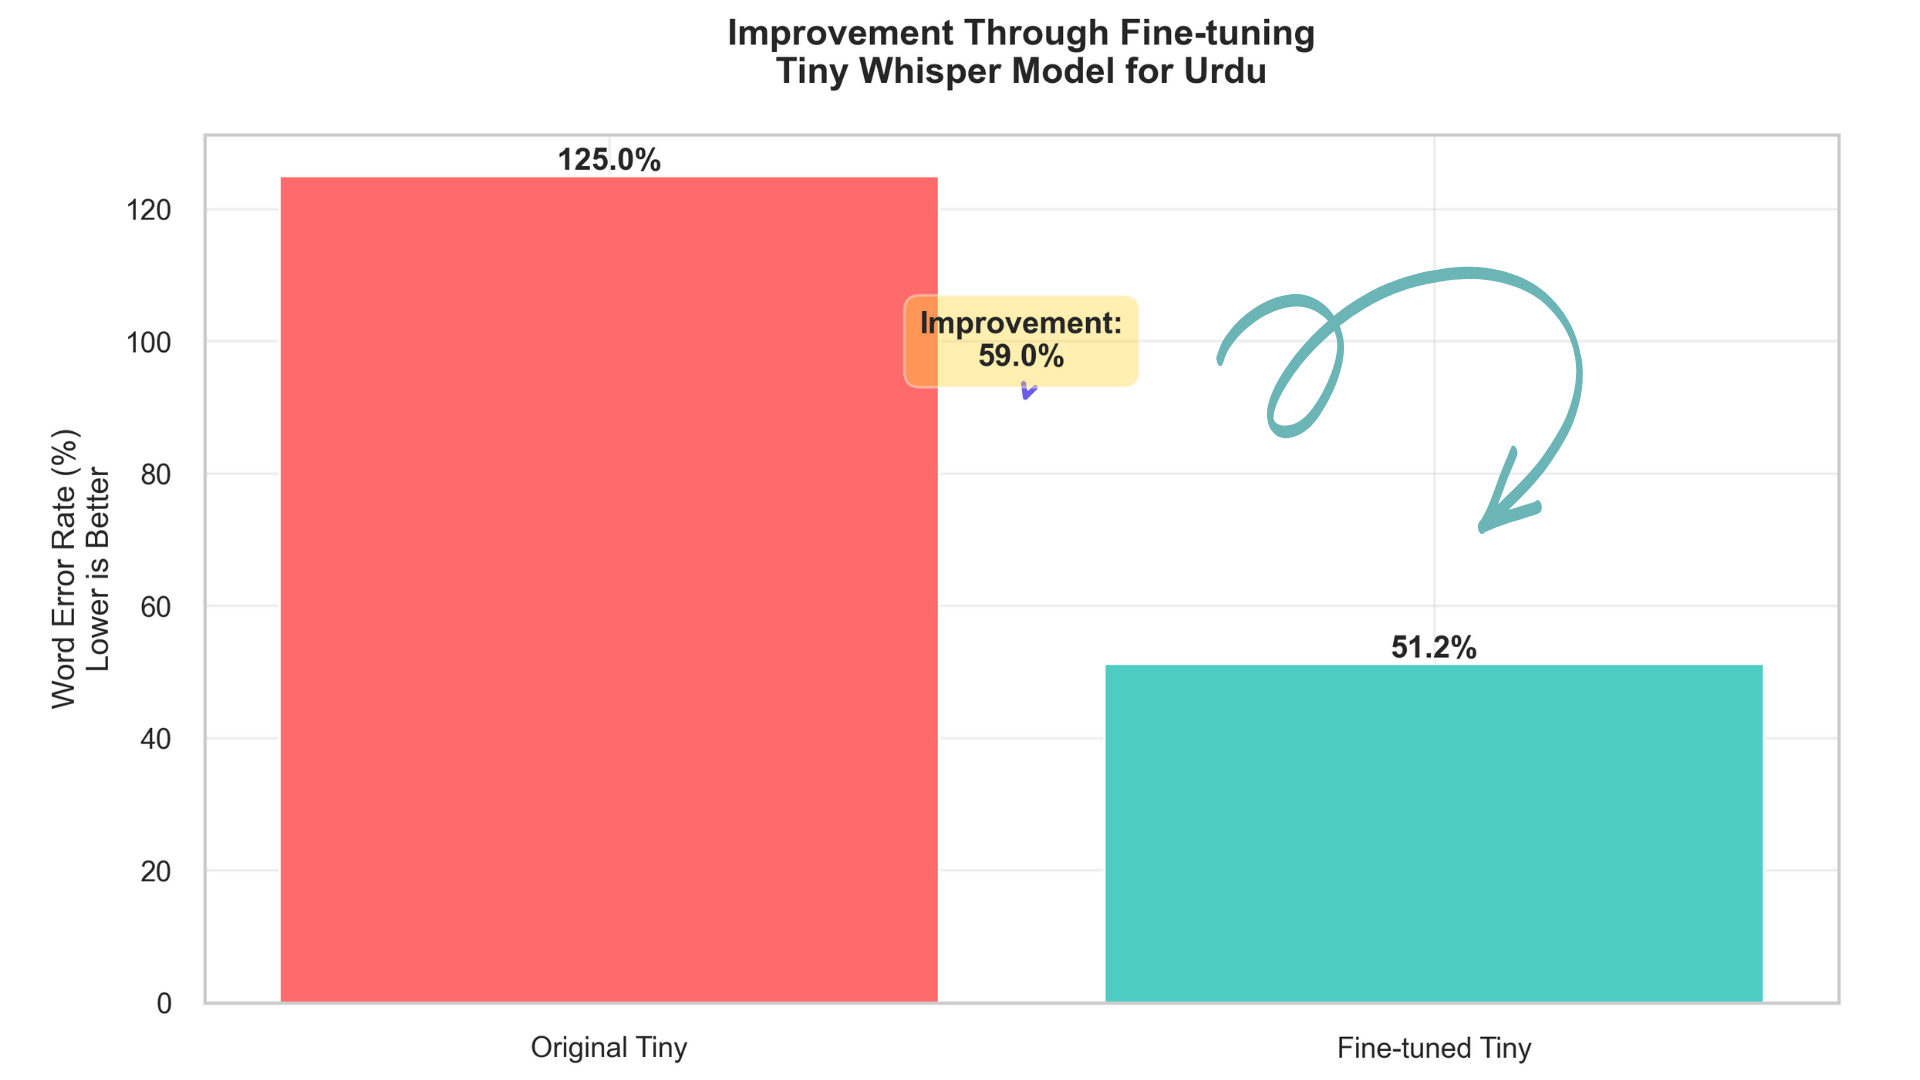 Improvement Through Fine-tuning
Tiny Whisper Model for Urdu
Word Error Rate (%)
Lower is Better
120
100
80
60
40
20
0
125.0%
Improvement:
59.0%
51.2%
Original Tiny
Fine-tuned Tiny